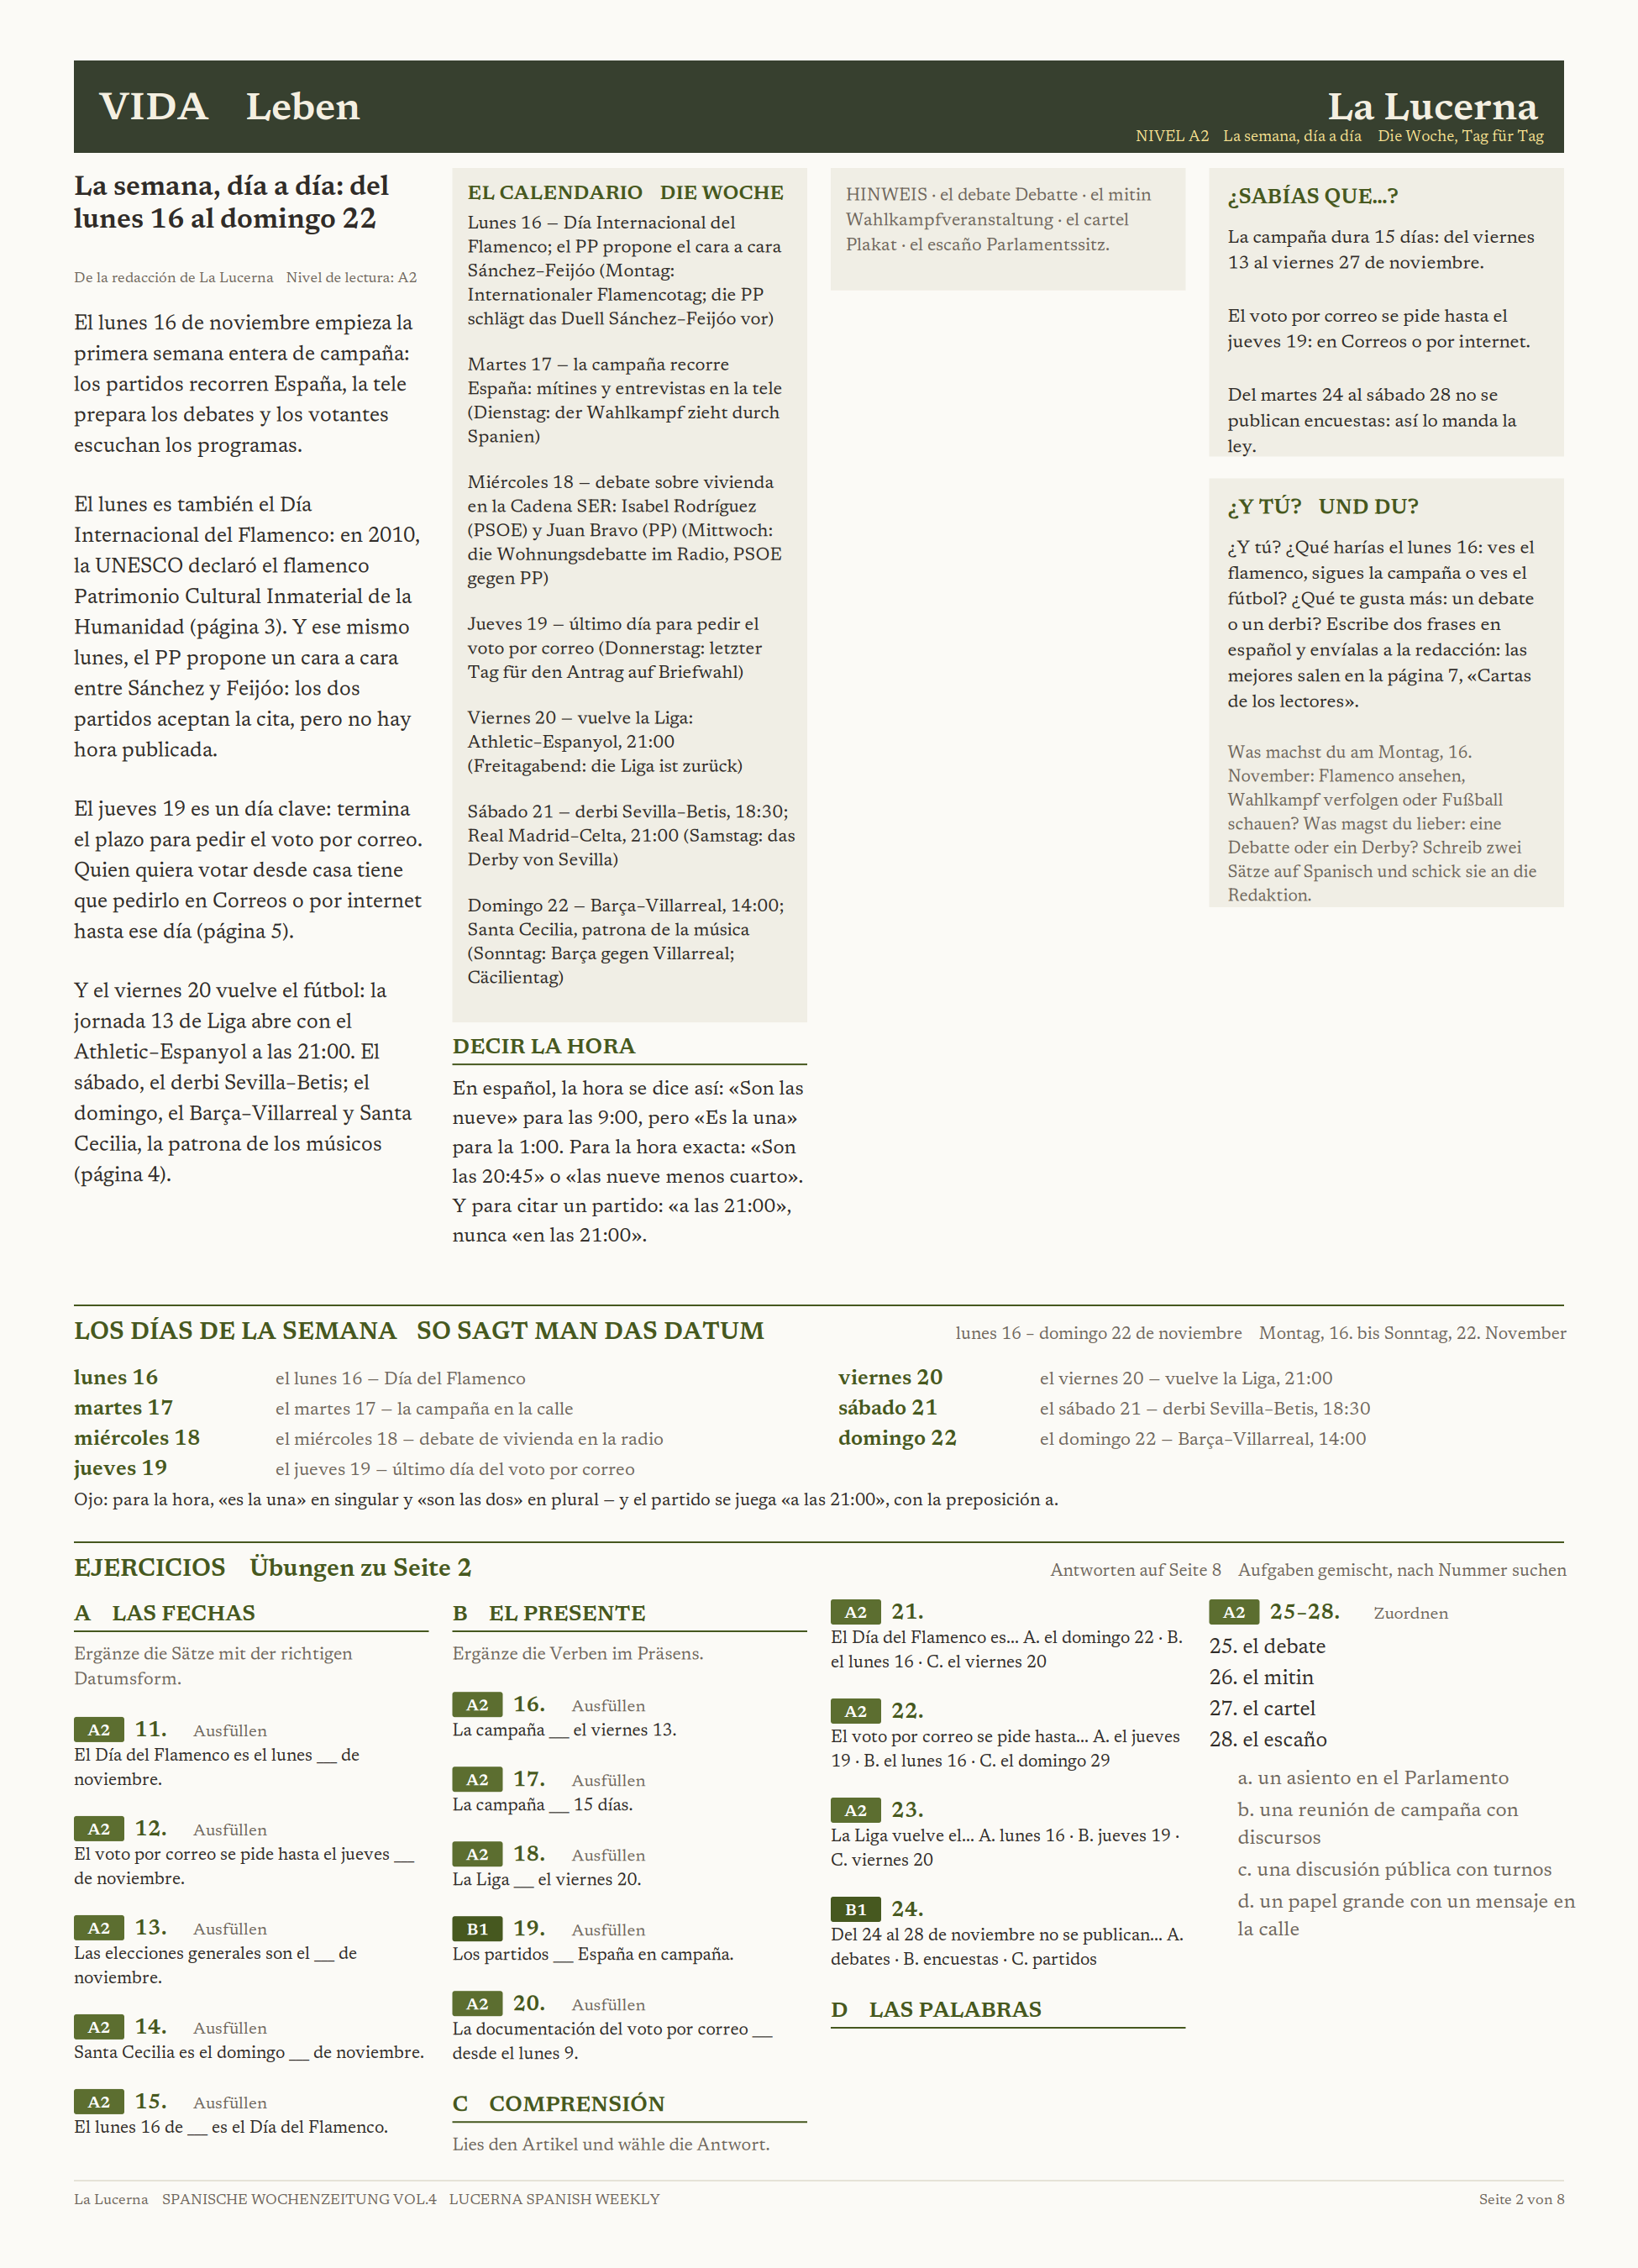 VIDA Leben
La Lucerna
NIVEL A2 La semana, día a día Die Woche, Tag für Tag
La semana, día a día: del
lunes 16 al domingo 22
De la redacción de La Lucerna Nivel de lectura: A2
El lunes 16 de noviembre empieza la
primera semana entera de campaña:
los partidos recorren España, la tele
prepara los debates y los votantes
escuchan los programas.
El lunes es también el Día
Internacional del Flamenco: en 2010,
la UNESCO declaró el flamenco
Patrimonio Cultural Inmaterial de la
Humanidad (página 3). Y ese mismo
lunes, el PP propone un cara a cara
entre Sánchez y Feijóo: los dos
partidos aceptan la cita, pero no hay
hora publicada.
El jueves 19 es un día clave: termina
el plazo para pedir el voto por correo.
Quien quiera votar desde casa tiene
que pedirlo en Correos o por internet
hasta ese día (página 5).
Y el viernes 20 vuelve el fútbol: la
jornada 13 de Liga abre con el
Athletic–Espanyol a las 21:00. El
sábado, el derbi Sevilla–Betis; el
domingo, el Barça–Villarreal y Santa
Cecilia, la patrona de los músicos
(página 4).
EL CALENDARIO DIE WOCHE
Lunes 16 — Día Internacional del
Flamenco; el PP propone el cara a cara
Sánchez–Feijóo (Montag:
Internationaler Flamencotag; die PP
schlägt das Duell Sánchez–Feijóo vor)
Martes 17 — la campaña recorre
España: mítines y entrevistas en la tele
(Dienstag: der Wahlkampf zieht durch
Spanien)
Miércoles 18 — debate sobre vivienda
en la Cadena SER: Isabel Rodríguez
(PSOE) y Juan Bravo (PP) (Mittwoch:
die Wohnungsdebatte im Radio, PSOE
gegen PP)
Jueves 19 — último día para pedir el
voto por correo (Donnerstag: letzter
Tag für den Antrag auf Briefwahl)
Viernes 20 — vuelve la Liga:
Athletic–Espanyol, 21:00
(Freitagabend: die Liga ist zurück)
Sábado 21 — derbi Sevilla–Betis, 18:30;
Real Madrid–Celta, 21:00 (Samstag: das
Derby von Sevilla)
Domingo 22 — Barça–Villarreal, 14:00;
Santa Cecilia, patrona de la música
(Sonntag: Barça gegen Villarreal;
Cäcilientag)
DECIR LA HORA
En español, la hora se dice así: «Son las
nueve» para las 9:00, pero «Es la una»
para la 1:00. Para la hora exacta: «Son
las 20:45» o «las nueve menos cuarto».
Y para citar un partido: «a las 21:00»,
nunca «en las 21:00».
HINWEIS · el debate Debatte · el mitin
Wahlkampfveranstaltung · el cartel
Plakat · el escaño Parlamentssitz.
¿SABÍAS QUE…?
La campaña dura 15 días: del viernes
13 al viernes 27 de noviembre.
El voto por correo se pide hasta el
jueves 19: en Correos o por internet.
Del martes 24 al sábado 28 no se
publican encuestas: así lo manda la
ley.
¿Y TÚ? UND DU?
¿Y tú? ¿Qué harías el lunes 16: ves el
flamenco, sigues la campaña o ves el
fútbol? ¿Qué te gusta más: un debate
o un derbi? Escribe dos frases en
español y envíalas a la redacción: las
mejores salen en la página 7, «Cartas
de los lectores».
Was machst du am Montag, 16.
November: Flamenco ansehen,
Wahlkampf verfolgen oder Fußball
schauen? Was magst du lieber: eine
Debatte oder ein Derby? Schreib zwei
Sätze auf Spanisch und schick sie an die
Redaktion.
LOS DÍAS DE LA SEMANA SO SAGT MAN DAS DATUM
lunes 16 – domingo 22 de noviembre Montag, 16. bis Sonntag, 22. November
lunes 16 el lunes 16 — Día del Flamenco
martes 17 el martes 17 — la campaña en la calle
miércoles 18 el miércoles 18 — debate de vivienda en la radio
jueves 19 el jueves 19 — último día del voto por correo
viernes 20 el viernes 20 — vuelve la Liga, 21:00
sábado 21 el sábado 21 — derbi Sevilla–Betis, 18:30
domingo 22 el domingo 22 — Barça–Villarreal, 14:00
Ojo: para la hora, «es la una» en singular y «son las dos» en plural — y el partido se juega «a las 21:00», con la preposición a.
EJERCICIOS Übungen zu Seite 2
Antworten auf Seite 8 Aufgaben gemischt, nach Nummer suchen
A LAS FECHAS
Ergänze die Sätze mit der richtigen
Datumsform.
A2 11. Ausfüllen
El Día del Flamenco es el lunes __ de
noviembre.
A2 12. Ausfüllen
El voto por correo se pide hasta el jueves __
de noviembre.
A2 13. Ausfüllen
Las elecciones generales son el __ de
noviembre.
A2 14. Ausfüllen
Santa Cecilia es el domingo __ de noviembre.
A2 15. Ausfüllen
El lunes 16 de __ es el Día del Flamenco.
B EL PRESENTE
Ergänze die Verben im Präsens.
A2 16. Ausfüllen
La campaña __ el viernes 13.
A2 17. Ausfüllen
La campaña __ 15 días.
A2 18. Ausfüllen
La Liga __ el viernes 20.
B1 19. Ausfüllen
Los partidos __ España en campaña.
A2 20. Ausfüllen
La documentación del voto por correo __
desde el lunes 9.
C COMPRENSIÓN
Lies den Artikel und wähle die Antwort.
A2 21.
El Día del Flamenco es… A. el domingo 22 · B.
el lunes 16 · C. el viernes 20
A2 22.
El voto por correo se pide hasta… A. el jueves
19 · B. el lunes 16 · C. el domingo 29
A2 23.
La Liga vuelve el… A. lunes 16 · B. jueves 19 ·
C. viernes 20
B1 24.
Del 24 al 28 de noviembre no se publican… A.
debates · B. encuestas · C. partidos
D LAS PALABRAS
A2 25–28. Zuordnen
25. el debate
26. el mitin
27. el cartel
28. el escaño
a. un asiento en el Parlamento
b. una reunión de campaña con
discursos
c. una discusión pública con turnos
d. un papel grande con un mensaje en
la calle
La Lucerna SPANISCHE WOCHENZEITUNG VOL.4 LUCERNA SPANISH WEEKLY
Seite 2 von 8